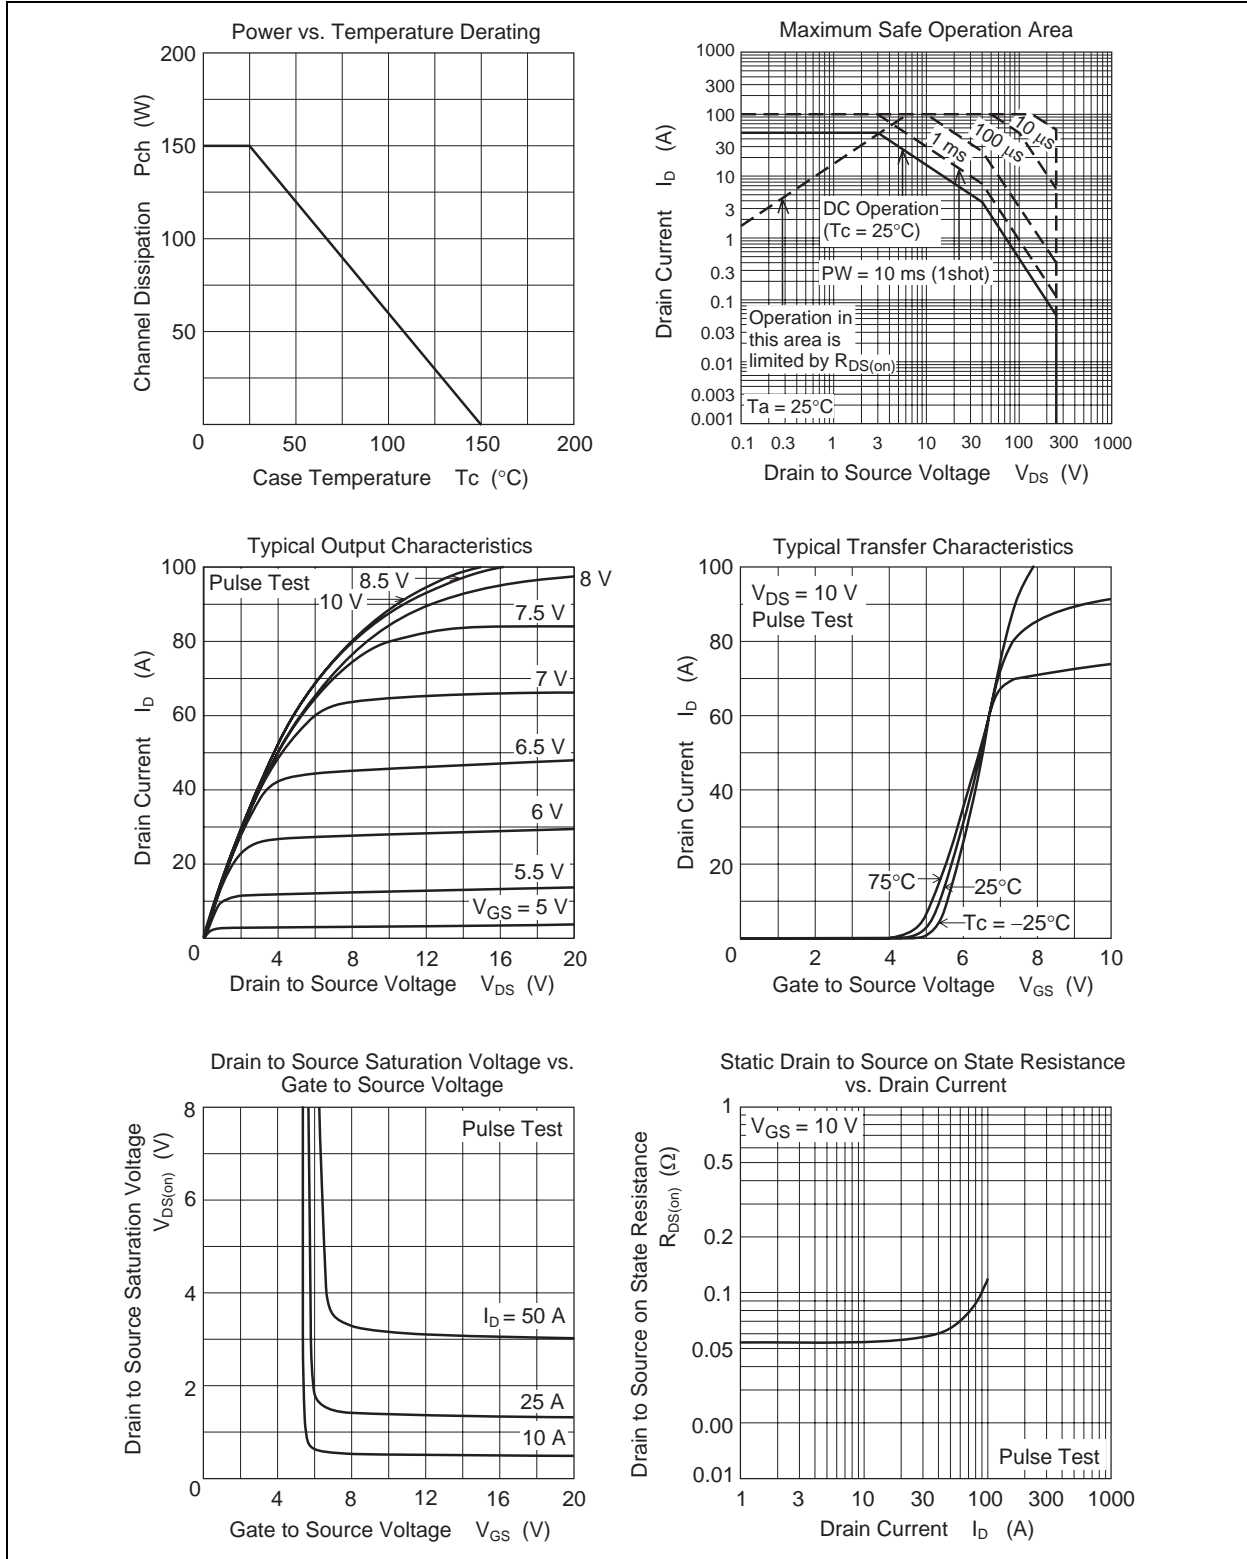 Power vs. Temperature Derating
200
150
100
50
0
50
100
150
200
Channel Dissipation Pch (W)
Case Temperature Tc (°C)
Maximum Safe Operation Area
1000
300
100
30
10
3
1
0.3
0.1
0.03
0.01
0.003
0.001
0.1
0.3
1
3
10
30
100
300
1000
Drain Current ID (A)
Drain to Source Voltage VDS (V)
10 µs
100 µs
1 ms
DC Operation
(Tc = 25°C)
PW = 10 ms (1shot)
Operation in
this area is
limited by RDS(on)
Ta = 25°C
Typical Output Characteristics
100
80
60
40
20
0
4
8
12
16
20
Drain Current ID (A)
Drain to Source Voltage VDS (V)
Pulse Test
8.5 V
10 V
8 V
7.5 V
7 V
6.5 V
6 V
5.5 V
VGS = 5 V
Typical Transfer Characteristics
100
80
60
40
20
0
2
4
6
8
10
Drain Current ID (A)
Gate to Source Voltage VGS (V)
VDS = 10 V
Pulse Test
75°C
25°C
Tc = −25°C
Drain to Source Saturation Voltage vs.
Gate to Source Voltage
8
6
4
2
0
4
8
12
16
20
Drain to Source Saturation Voltage
VDS(on) (V)
Gate to Source Voltage VGS (V)
Pulse Test
ID = 50 A
25 A
10 A
Static Drain to Source on State Resistance
vs. Drain Current
1
0.5
0.2
0.1
0.05
0.00
0.01
1
3
10
30
100
300
1000
Drain to Source on State Resistance
RDS(on) (Ω)
Drain Current ID (A)
VGS = 10 V
Pulse Test